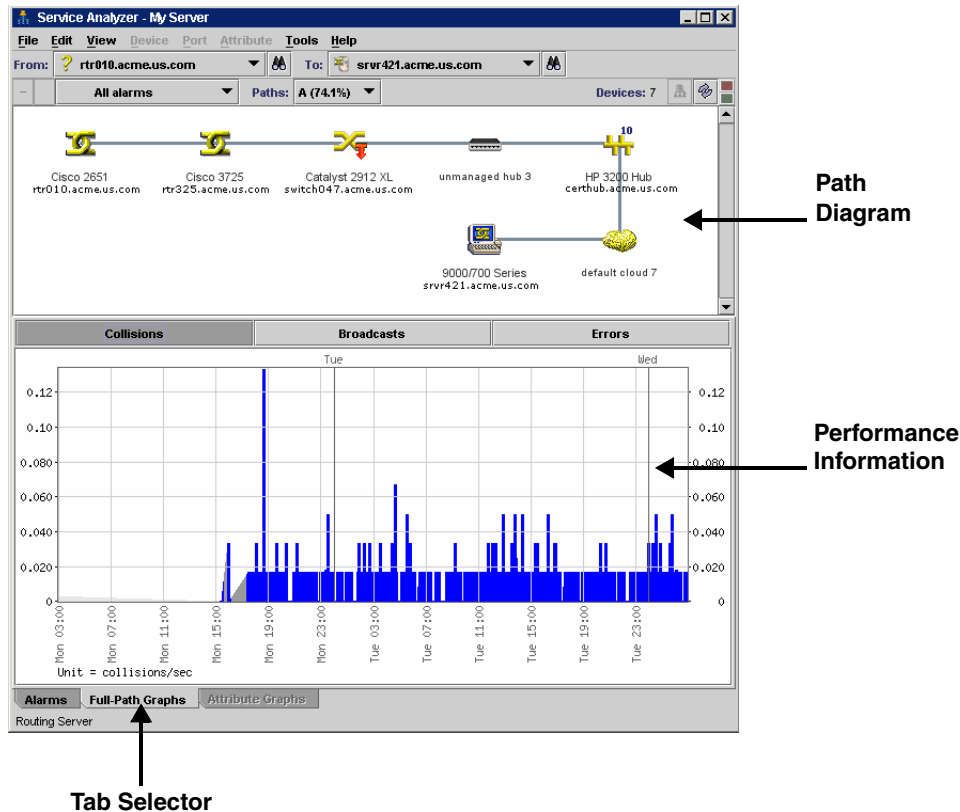 Service Analyzer - My Server
File Edit View Device Port Attribute Tools Help
From: rtr010.acme.us.com To: srvr421.acme.us.com
All alarms Paths: A (74.1%) Devices: 7
10
Cisco 2651
rtr010.acme.us.com
Cisco 3725
rtr325.acme.us.com
Catalyst 2912 XL
switch047.acme.us.com
unmanaged hub 3
HP 3200 Hub
certhub.acme.us.com
9000/700 Series
srvr421.acme.us.com
default cloud 7
Path
Diagram
Collisions Broadcasts Errors
Tue Wed
0.12 0.12
0.10 0.10
0.080 0.080
0.060 0.060
0.040 0.040
0.020 0.020
0 0
Mon 03:00
Mon 07:00
Mon 11:00
Mon 15:00
Mon 19:00
Mon 23:00
Tue 03:00
Tue 07:00
Tue 11:00
Tue 15:00
Tue 19:00
Tue 23:00
Unit = collisions/sec
Performance
Information
Alarms Full-Path Graphs Attribute Graphs
Routing Server
Tab Selector